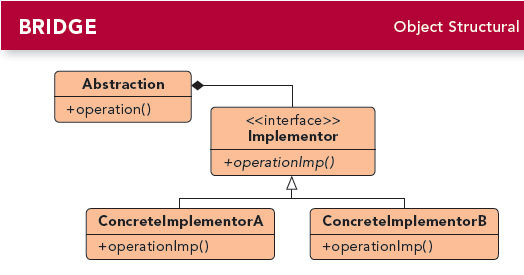 BRIDGE
Object Structural
Abstraction
+operation()
<<interface>>
Implementor
+operationImp()
ConcreteImplementorA
+operationImp()
ConcreteImplementorB
+operationImp()